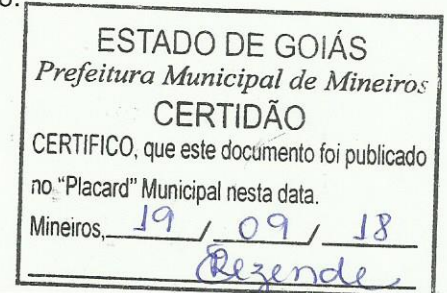 ESTADO DE GOIÁS
Prefeitura Municipal de Mineiros
CERTIDÃO
CERTIFICO, que este documento foi publicado
no "Placard" Municipal nesta data.
Mineiros, 19 / 09 / 18
Rezende